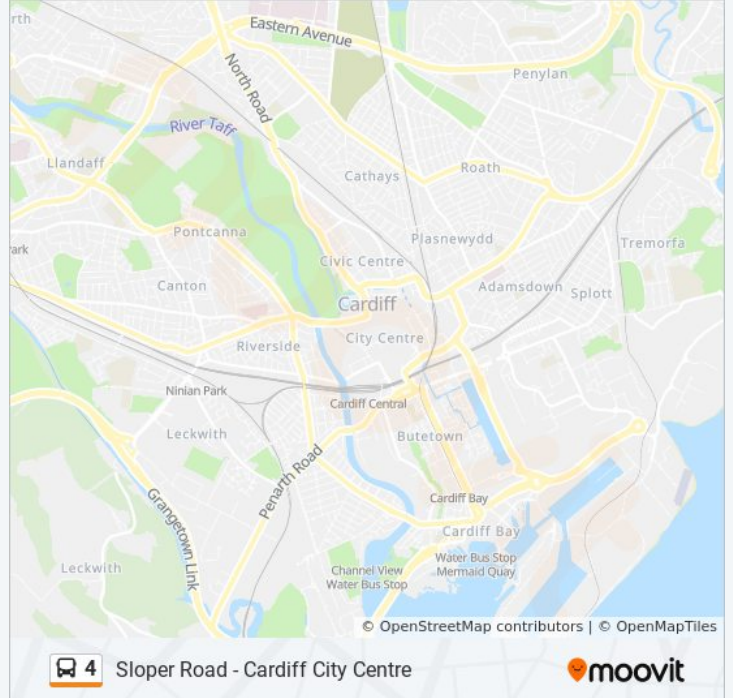 rth
Eastern Avenue
North Road
Penylan
River Taff
Llandaff
Cathays
Roath
Pontcanna
Plasnewydd
ark
Tremorfa
Civic Centre
Canton
Adamsdown
Splott
Cardiff
City Centre
Riverside
Ninian Park
Cardiff Central
Leckwith
Butetown
Penarth Road
Grangetown Link
Cardiff Bay
Cardiff Bay
Water Bus Stop
Mermaid Quay
Leckwith
Channel View
Water Bus Stop
© OpenStreetMap contributors | © OpenMapTiles
4 Sloper Road - Cardiff City Centre
moovit